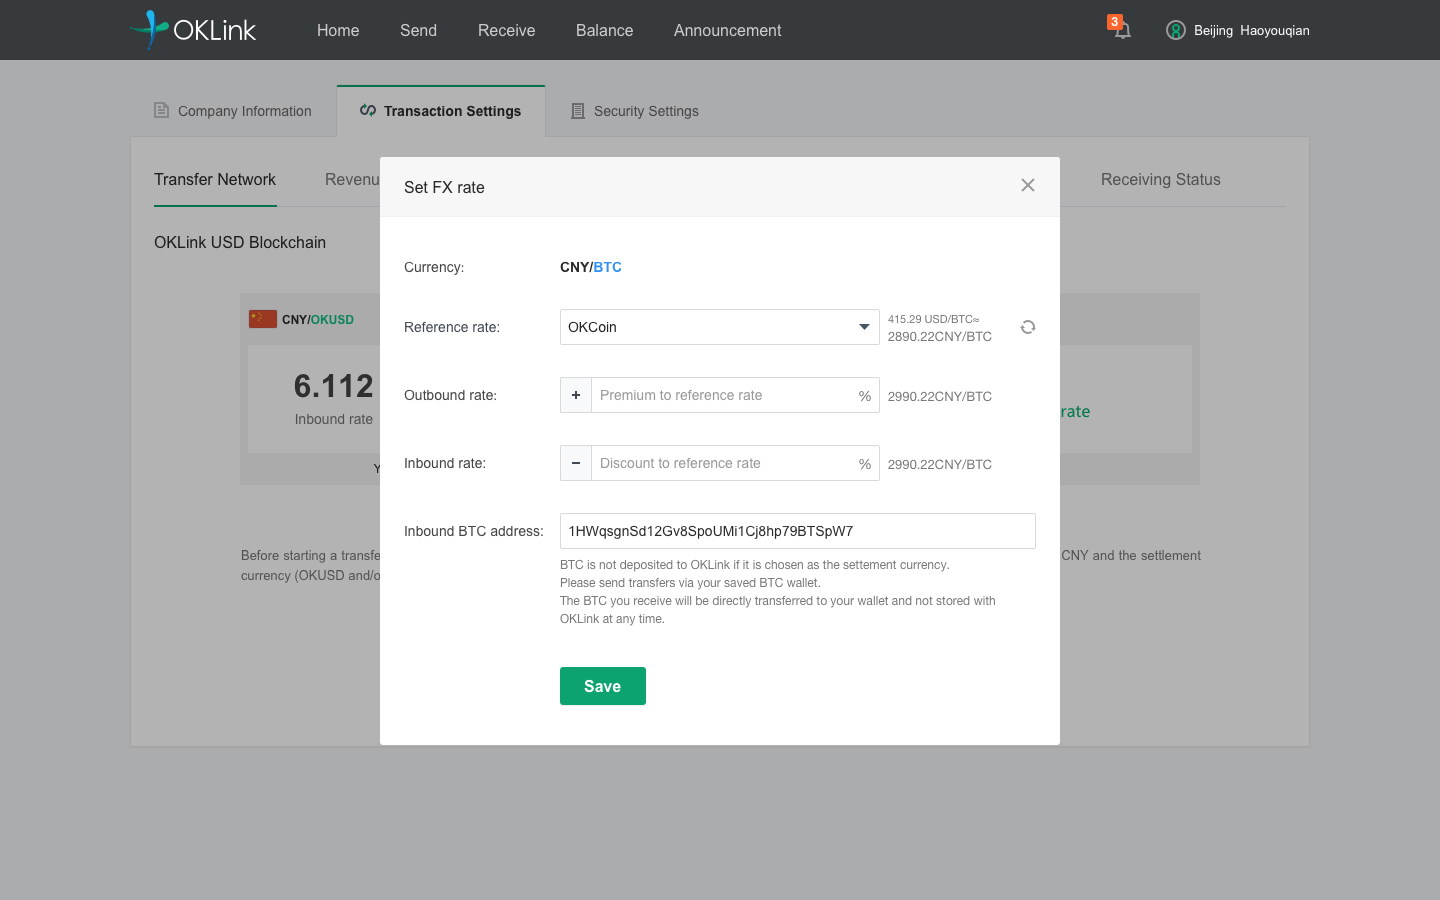 OKLink
Home
Send
Receive
Balance
Announcement
3
Beijing Haoyouqian
Company Information
Transaction Settings
Security Settings
Transfer Network
Revenu
Receiving Status
OKLink USD Blockchain
CNY/OKUSD
6.112
Inbound rate
Y
rate
Before starting a transfe
CNY and the settlement
currency (OKUSD and/o
Set FX rate
Currency:
CNY/BTC
Reference rate:
OKCoin
415.29 USD/BTC≈
2890.22CNY/BTC
Outbound rate:
+
Premium to reference rate
%
2990.22CNY/BTC
Inbound rate:
−
Discount to reference rate
%
2990.22CNY/BTC
Inbound BTC address:
1HWqsgnSd12Gv8SpoUMi1Cj8hp79BTSpW7
BTC is not deposited to OKLink if it is chosen as the settement currency.
Please send transfers via your saved BTC wallet.
The BTC you receive will be directly transferred to your wallet and not stored with
OKLink at any time.
Save